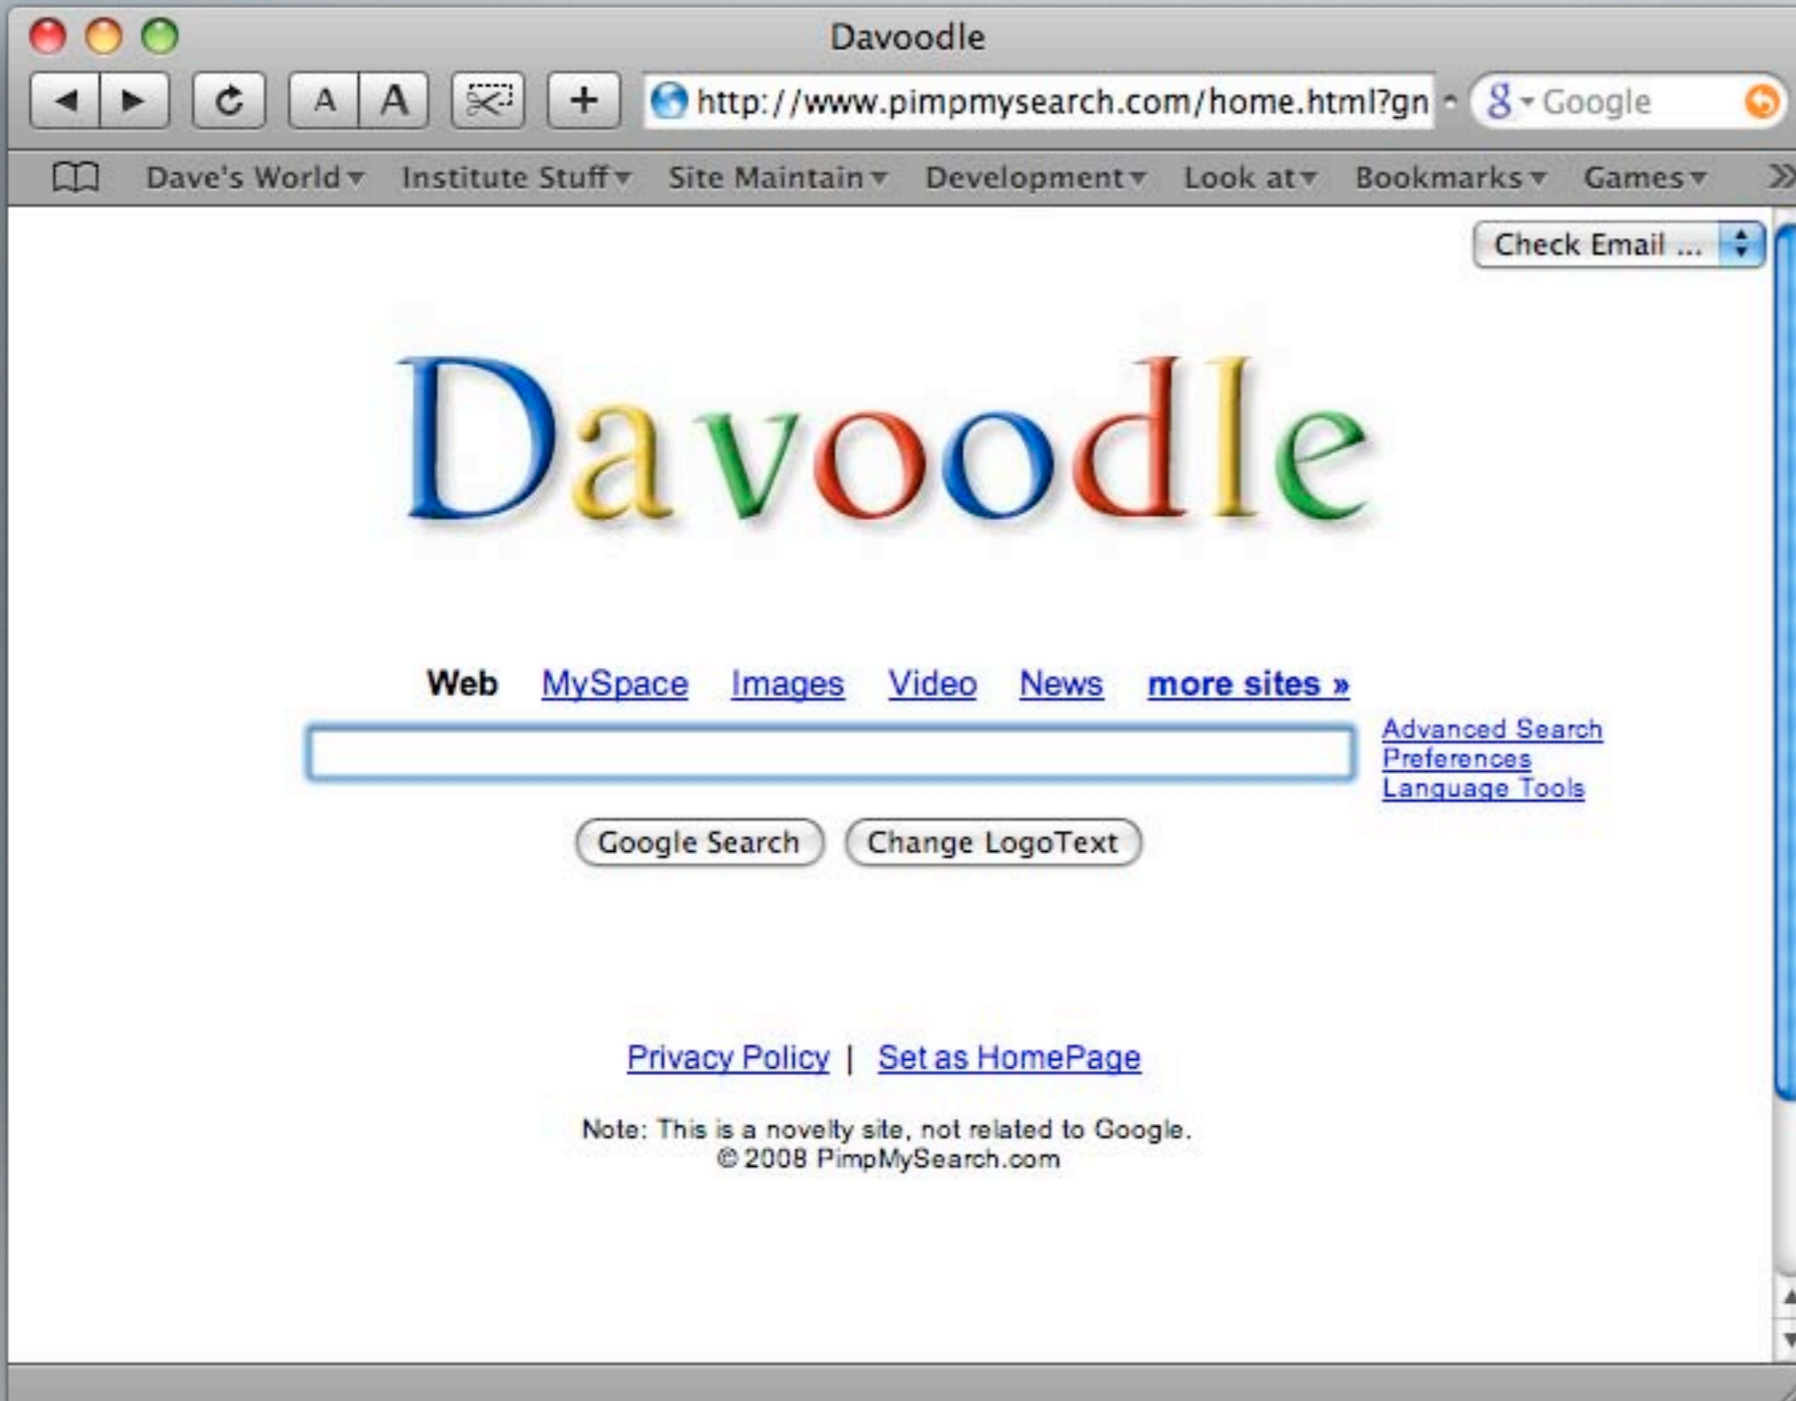 Davoodle
A A + http://www.pimpmysearch.com/home.html?gn Google
Dave's World Institute Stuff Site Maintain Development Look at Bookmarks Games »
Check Email ...
Davoodle
Web MySpace Images Video News more sites »
Advanced Search
Preferences
Language Tools
Google Search Change LogoText
Privacy Policy | Set as HomePage
Note: This is a novelty site, not related to Google.
© 2008 PimpMySearch.com